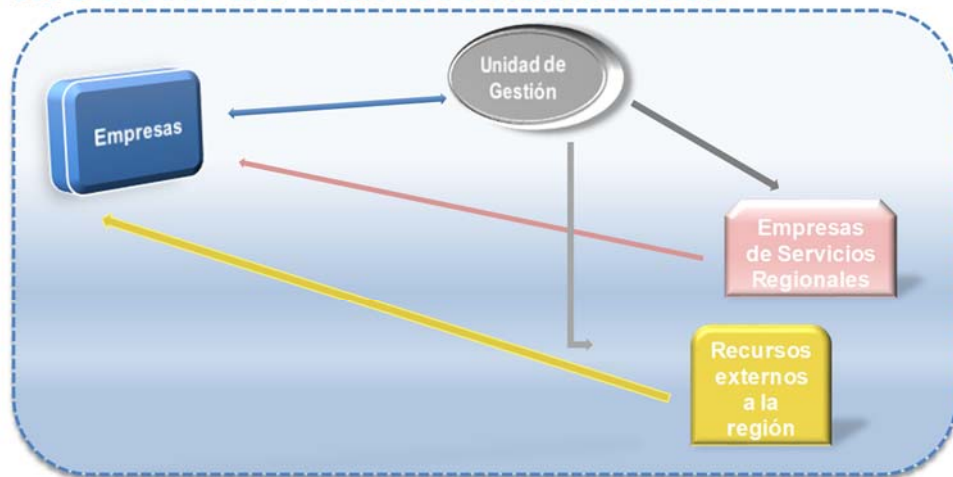 Unidad de
Gestión
Empresas
Empresas
de Servicios
Regionales
Recursos
externos
a la
región